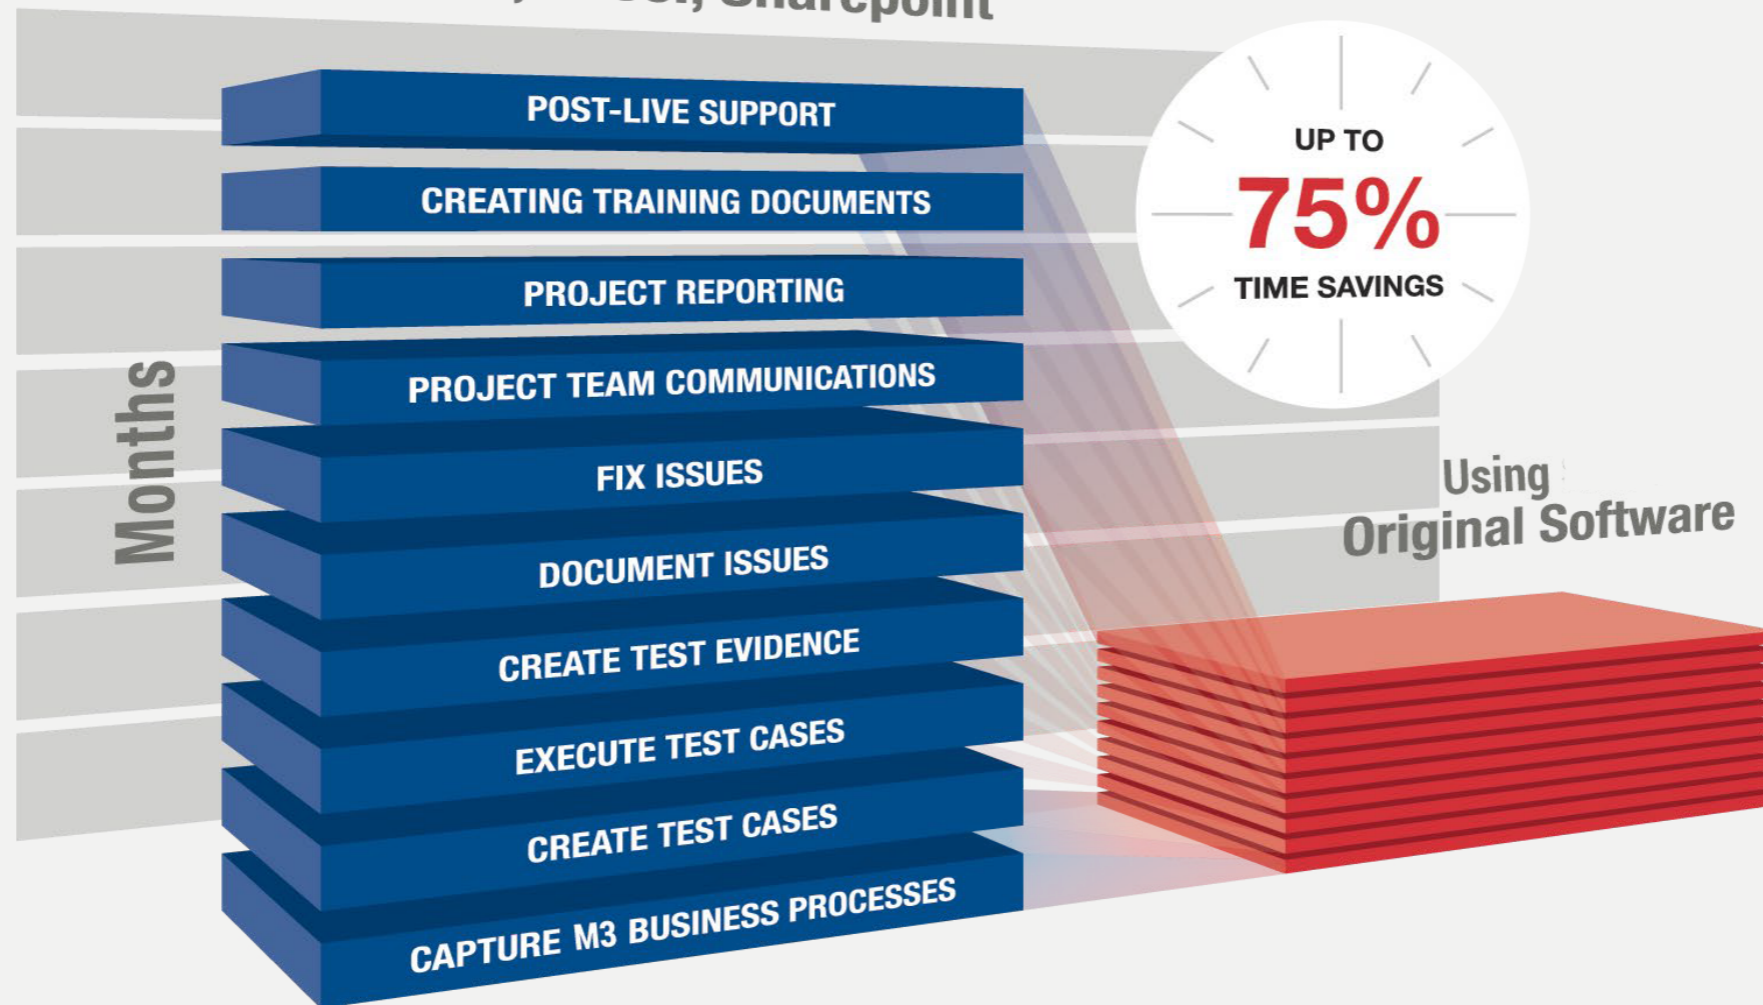 Sharepoint
UP TO
75%
TIME SAVINGS
POST-LIVE SUPPORT
CREATING TRAINING DOCUMENTS
PROJECT REPORTING
PROJECT TEAM COMMUNICATIONS
FIX ISSUES
DOCUMENT ISSUES
CREATE TEST EVIDENCE
EXECUTE TEST CASES
CREATE TEST CASES
CAPTURE M3 BUSINESS PROCESSES
Months
Using
Original Software